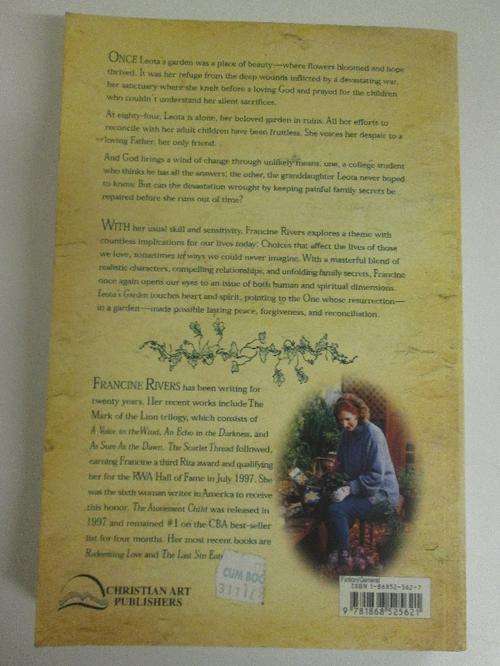 ONCE Leota's garden was a place of beauty—where flowers bloomed and hope
thrived. It was her refuge from the deep wounds inflicted by a devastating war,
her sanctuary where she knelt before a loving God and prayed for the children
who couldn't understand her silent sacrifices.
At eighty-four, Leota is alone, her beloved garden in ruins. All her efforts to
reconcile with her adult children have been fruitless. She voices her despair to a
loving Father, her only friend.
And God brings a wind of change through unlikely means: one, a college student
who thinks he has all the answers; the other, the granddaughter Leota never hoped
to know. But can the devastation wrought by keeping painful family secrets be
repaired before she runs out of time?
WITH her usual skill and sensitivity, Francine Rivers explores a theme with
countless implications for our lives today: Choices that affect the lives of those
we love, sometimes in ways we could never imagine. With a masterful blend of
realistic characters, compelling relationships, and unfolding family secrets, Francine
once again opens our eyes to an issue of both human and spiritual dimensions.
Leota's Garden touches heart and spirit, pointing to the One whose resurrection—
in a garden—made possible lasting peace, forgiveness, and reconciliation.
FRANCINE RIVERS has been writing for
twenty years. Her recent works include The
Mark of the Lion trilogy, which consists of
A Voice in the Wind, An Echo in the Darkness, and
As Sure As the Dawn. The Scarlet Thread followed,
earning Francine a third Rita award and qualifying
her for the RWA Hall of Fame in July 1997. She
was the sixth woman writer in America to receive
this honor. The Atonement Child was released in
1997 and remained #1 on the CBA best-seller
list for four months. Her most recent books are
Redeeming Love and The Last Sin Eat
CUM BOO
CHRISTIAN ART
PUBLISHERS
Fiction/General
ISBN 1-86852-562-7
9 781868 525621